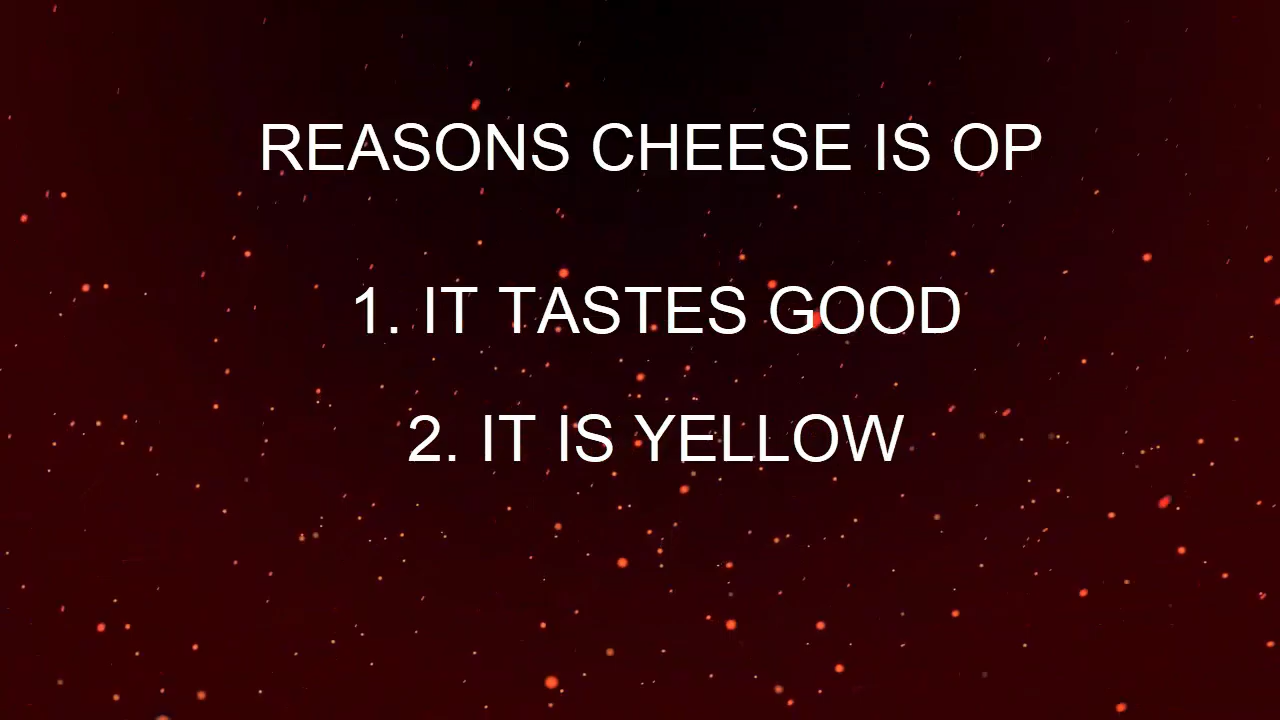 REASONS CHEESE IS OP
1. IT TASTES GOOD
2. IT IS YELLOW